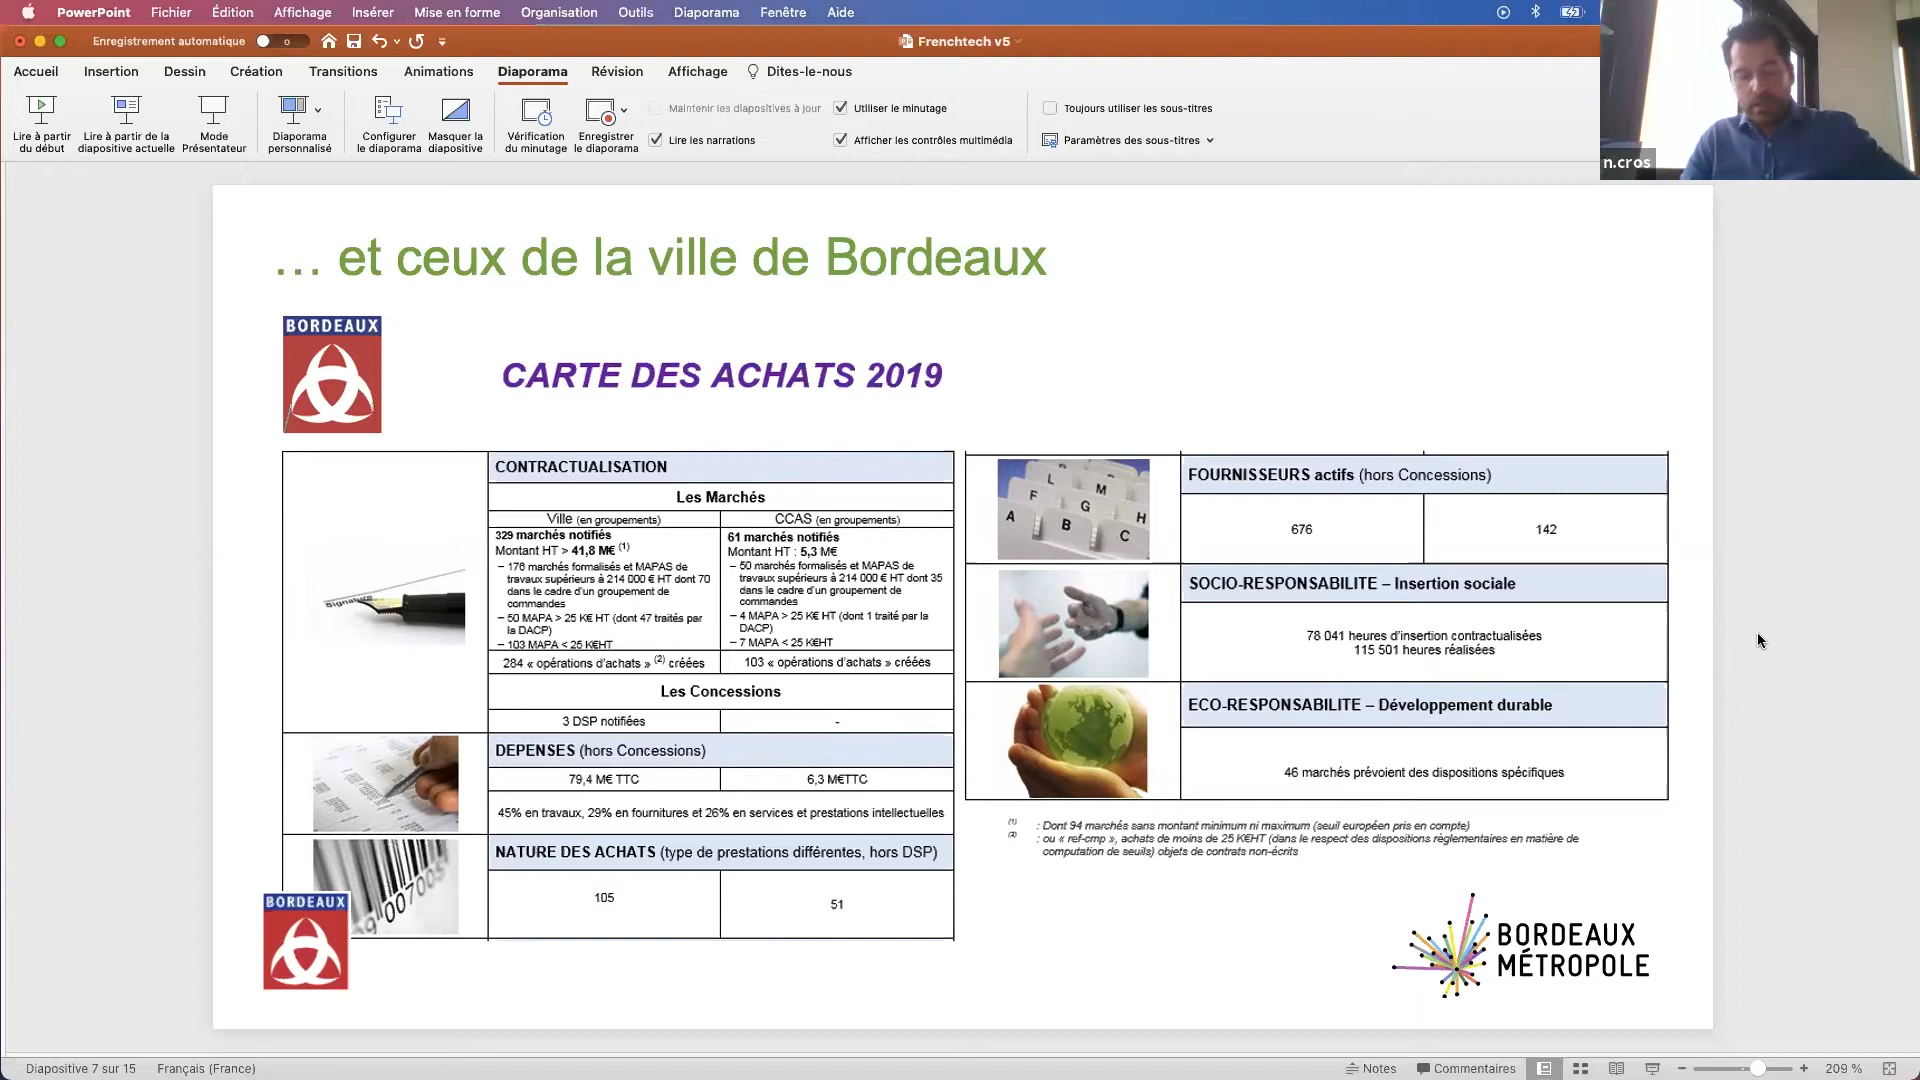 PowerPoint Fichier Édition Affichage Insérer Mise en forme Organisation Outils Diaporama Fenêtre Aide
Enregistrement automatique
Frenchtech v5
Accueil Insertion Dessin Création Transitions Animations Diaporama Révision Affichage Dites-le-nous
Lire à partir du début
Lire à partir de la diapositive actuelle
Mode Présentateur
Diaporama personnalisé
Configurer le diaporama
Masquer la diapositive
Vérification du minutage
Enregistrer le diaporama
Maintenir les diapositives à jour
Utiliser le minutage
Lire les narrations
Afficher les contrôles multimédia
Toujours utiliser les sous-titres
Paramètres des sous-titres
n.cros
... et ceux de la ville de Bordeaux
BORDEAUX
CARTE DES ACHATS 2019
CONTRACTUALISATION
Les Marchés
Ville (en groupements)
CCAS (en groupements)
329 marchés notifiés
Montant HT > 41,8 M€ (1)
– 176 marchés formalisés et MAPAS de
travaux supérieurs à 214 000 € HT dont 70
dans le cadre d'un groupement de
commandes
– 50 MAPA > 25 K€ HT (dont 47 traités par
la DACP)
– 103 MAPA < 25 K€HT
61 marchés notifiés
Montant HT : 5,3 M€
– 50 marchés formalisés et MAPAS de
travaux supérieurs à 214 000 € HT dont 35
dans le cadre d'un groupement de
commandes
– 4 MAPA > 25 K€ HT (dont 1 traité par la
DACP)
– 7 MAPA < 25 K€HT
284 « opérations d'achats » (2) créées
103 « opérations d'achats » créées
Les Concessions
3 DSP notifiées
-
DEPENSES (hors Concessions)
79,4 M€ TTC
6,3 M€TTC
45% en travaux, 29% en fournitures et 26% en services et prestations intellectuelles
NATURE DES ACHATS (type de prestations différentes, hors DSP)
105
51
Signature
007005
BORDEAUX
L M
F G H
A B C
FOURNISSEURS actifs (hors Concessions)
676
142
SOCIO-RESPONSABILITE – Insertion sociale
78 041 heures d'insertion contractualisées
115 501 heures réalisées
ECO-RESPONSABILITE – Développement durable
46 marchés prévoient des dispositions spécifiques
(1) : Dont 94 marchés sans montant minimum ni maximum (seuil européen pris en compte)
(2) : ou « ref-cmp », achats de moins de 25 K€HT (dans le respect des dispositions règlementaires en matière de
computation de seuils) objets de contrats non-écrits
BORDEAUX
MÉTROPOLE
Diapositive 7 sur 15 Français (France)
Notes Commentaires 209 %